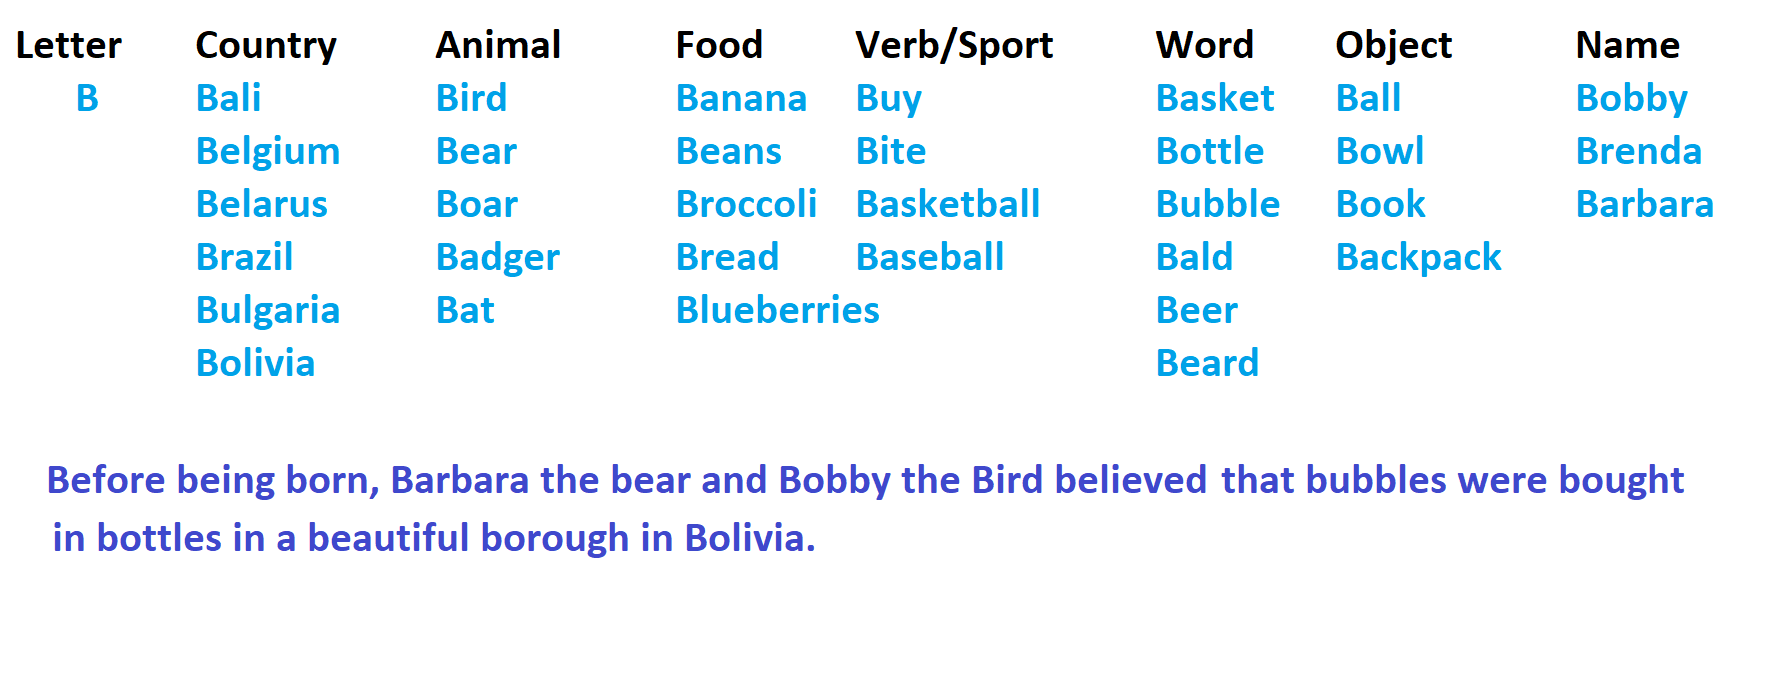 Letter Country Animal Food Verb/Sport Word Object Name
B Bali Bird Banana Buy Basket Ball Bobby
Belgium Bear Beans Bite Bottle Bowl Brenda
Belarus Boar Broccoli Basketball Bubble Book Barbara
Brazil Badger Bread Baseball Bald Backpack
Bulgaria Bat Blueberries Beer
Bolivia Beard
Before being born, Barbara the bear and Bobby the Bird believed that bubbles were bought
in bottles in a beautiful borough in Bolivia.